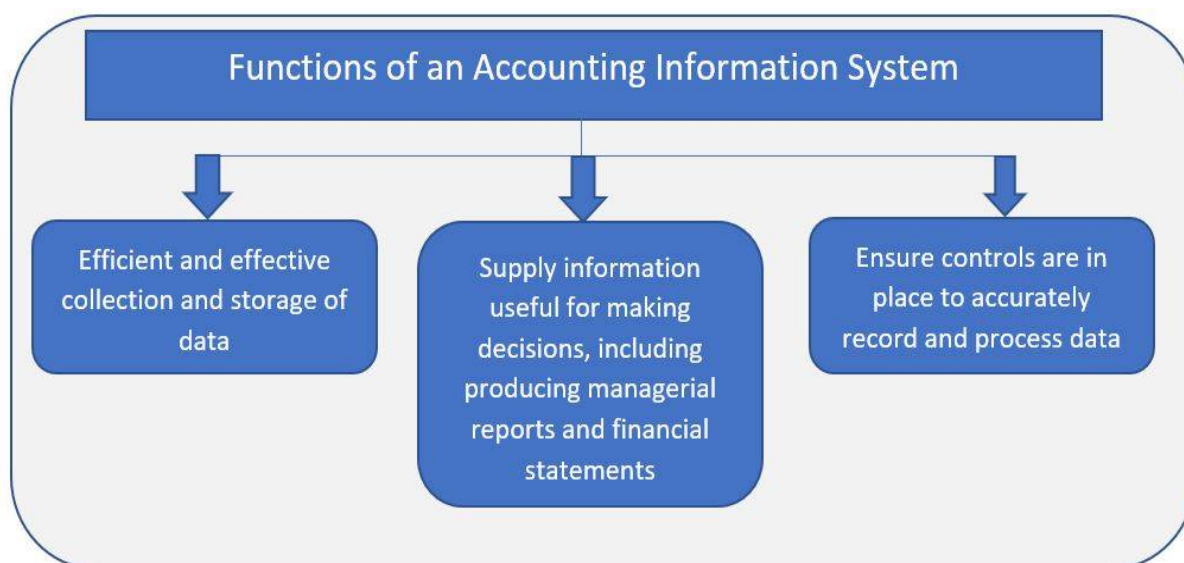 Functions of an Accounting Information System
Efficient and effective
collection and storage of
data
Supply information
useful for making
decisions, including
producing managerial
reports and financial
statements
Ensure controls are in
place to accurately
record and process data